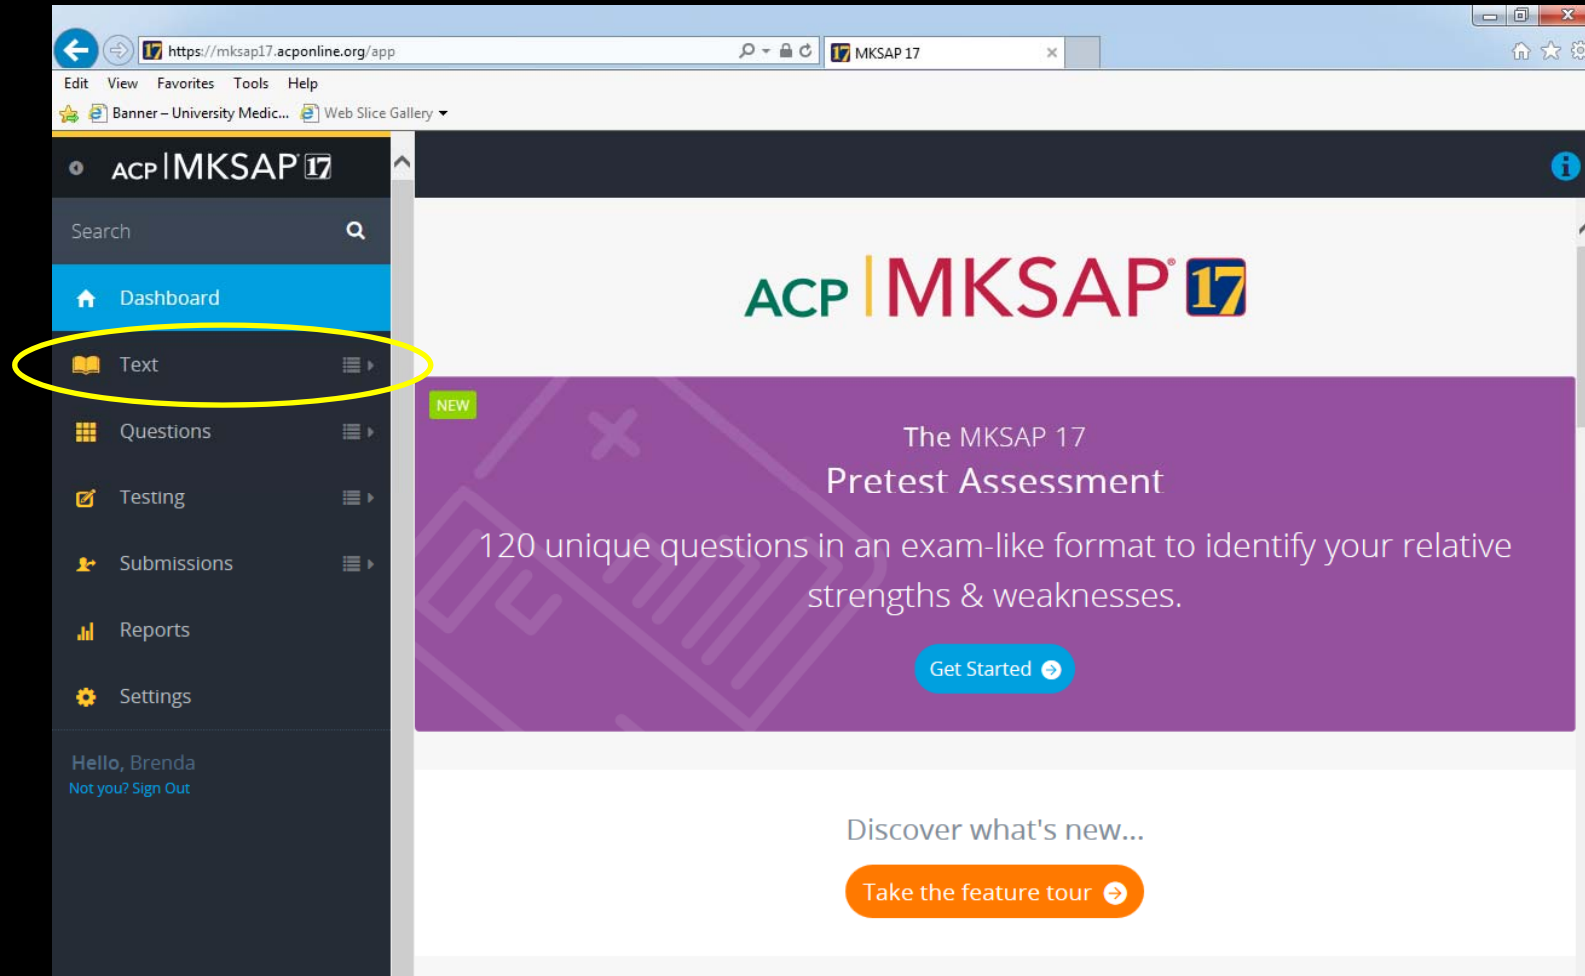 https://mksap17.acponline.org/app
17 MKSAP 17
Edit View Favorites Tools Help
Banner – University Medic... Web Slice Gallery
ACP MKSAP® 17
Search
Dashboard
Text
Questions
Testing
Submissions
Reports
Settings
Hello, Brenda
Not you? Sign Out
ACP MKSAP® 17
NEW
The MKSAP 17
Pretest Assessment
120 unique questions in an exam-like format to identify your relative
strengths & weaknesses.
Get Started
Discover what's new...
Take the feature tour